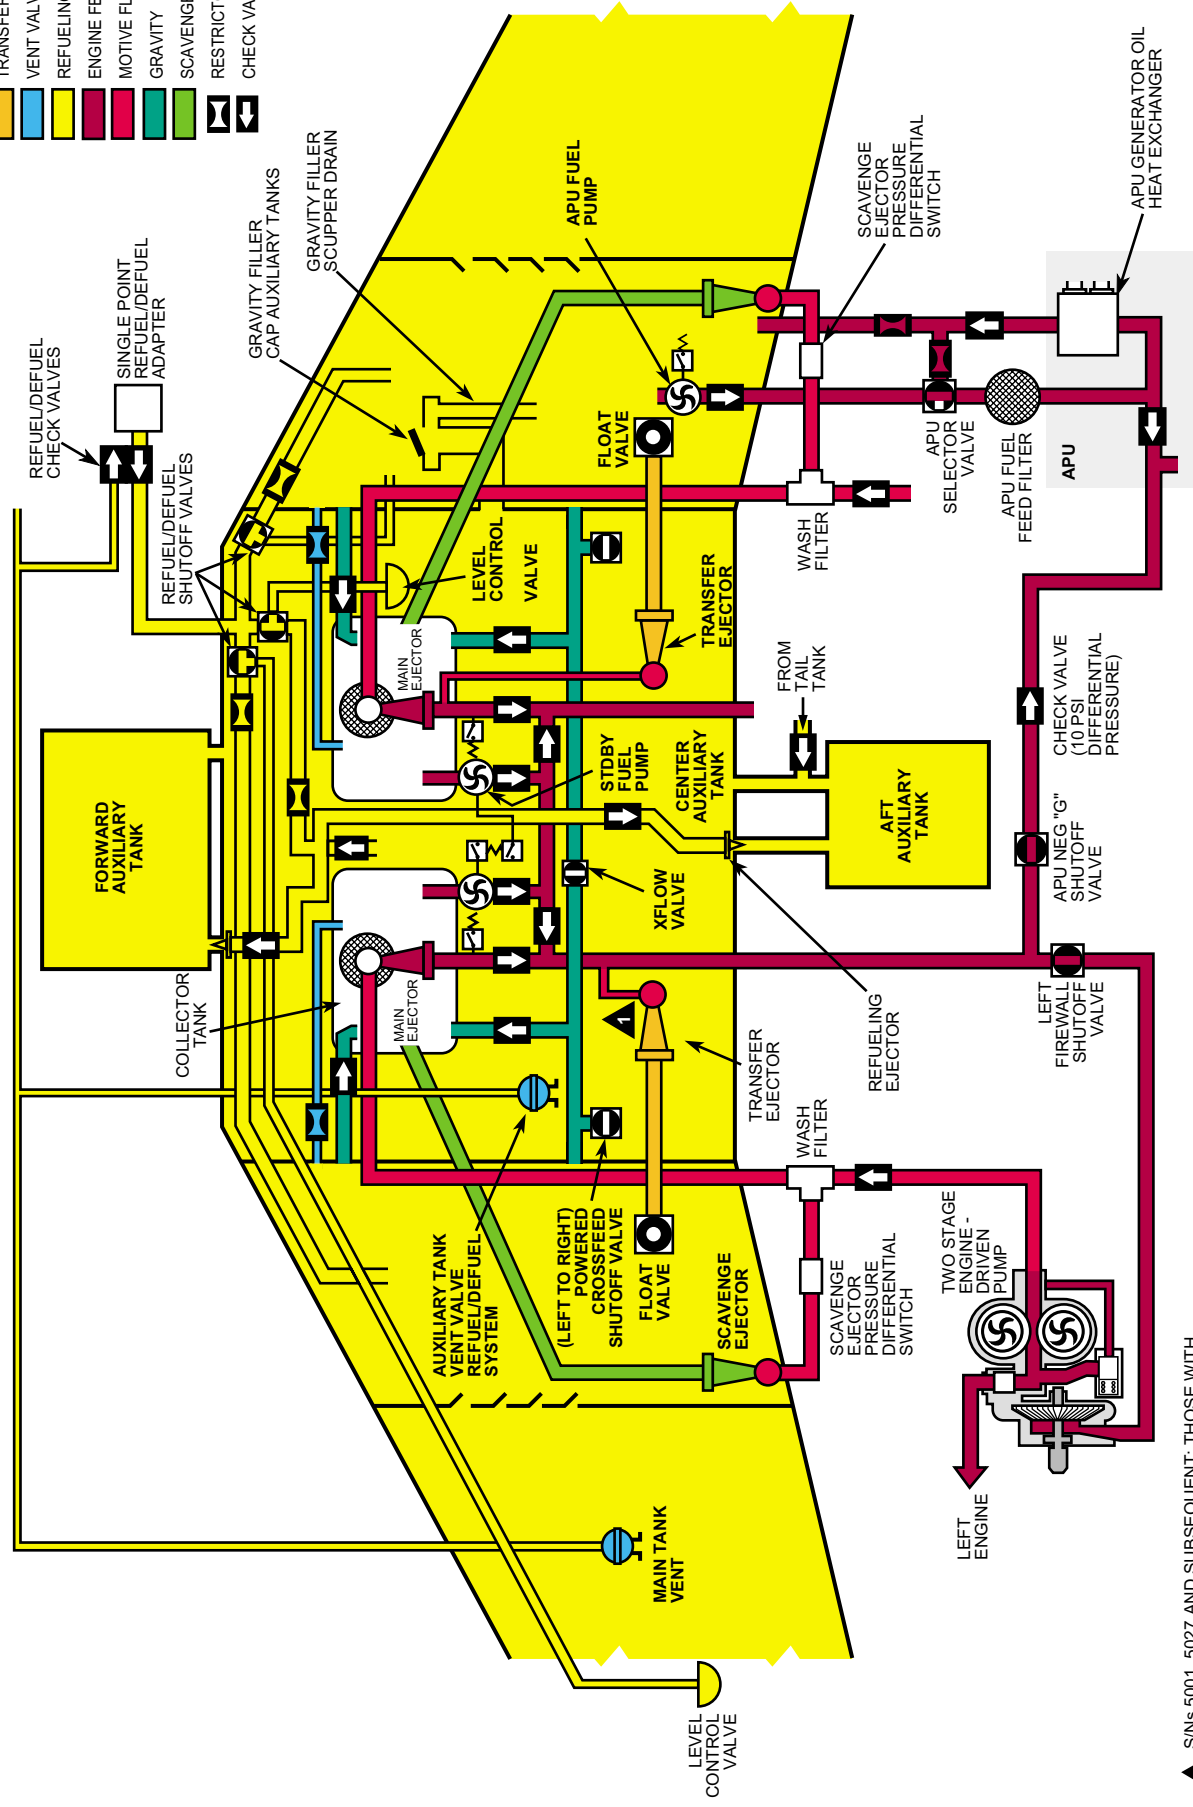 TRANSFER
VENT VALV
REFUELING
ENGINE FE
MOTIVE FL
GRAVITY
SCAVENGE
RESTRICT
CHECK VA
REFUEL/DEFUEL
CHECK VALVES
SINGLE POINT
REFUEL/DEFUEL
ADAPTER
REFUEL/DEFUEL
SHUTOFF VALVES
GRAVITY FILLER
CAP AUXILIARY TANKS
GRAVITY FILLER
SCUPPER DRAIN
FORWARD
AUXILIARY
TANK
COLLECTOR
TANK
MAIN
EJECTOR
MAIN
EJECTOR
LEVEL
CONTROL
VALVE
AUXILIARY TANK
VENT VALVE
REFUEL/DEFUEL
SYSTEM
(LEFT TO RIGHT)
POWERED
CROSSFEED
SHUTOFF VALVE
FLOAT
VALVE
XFLOW
VALVE
STDBY
FUEL
PUMP
CENTER
AUXILIARY
TANK
FLOAT
VALVE
APU FUEL
PUMP
MAIN TANK
VENT
LEVEL
CONTROL
VALVE
SCAVENGE
EJECTOR
1
TRANSFER
EJECTOR
TRANSFER
EJECTOR
WASH
FILTER
REFUELING
EJECTOR
FROM
TAIL
TANK
WASH
FILTER
SCAVENGE
EJECTOR
PRESSURE
DIFFERENTIAL
SWITCH
SCAVENGE
EJECTOR
PRESSURE
DIFFERENTIAL
SWITCH
AFT
AUXILIARY
TANK
APU
SELECTOR
VALVE
APU FUEL
FEED FILTER
LEFT
ENGINE
TWO STAGE
ENGINE -
DRIVEN
PUMP
LEFT
FIREWALL
SHUTOFF
VALVE
APU NEG "G"
SHUTOFF
VALVE
CHECK VALVE
(10 PSI
DIFFERENTIAL
PRESSURE)
APU
APU GENERATOR OIL
HEAT EXCHANGER
S/Ns 5001, 5027 AND SUBSEQUENT; THOSE WITH